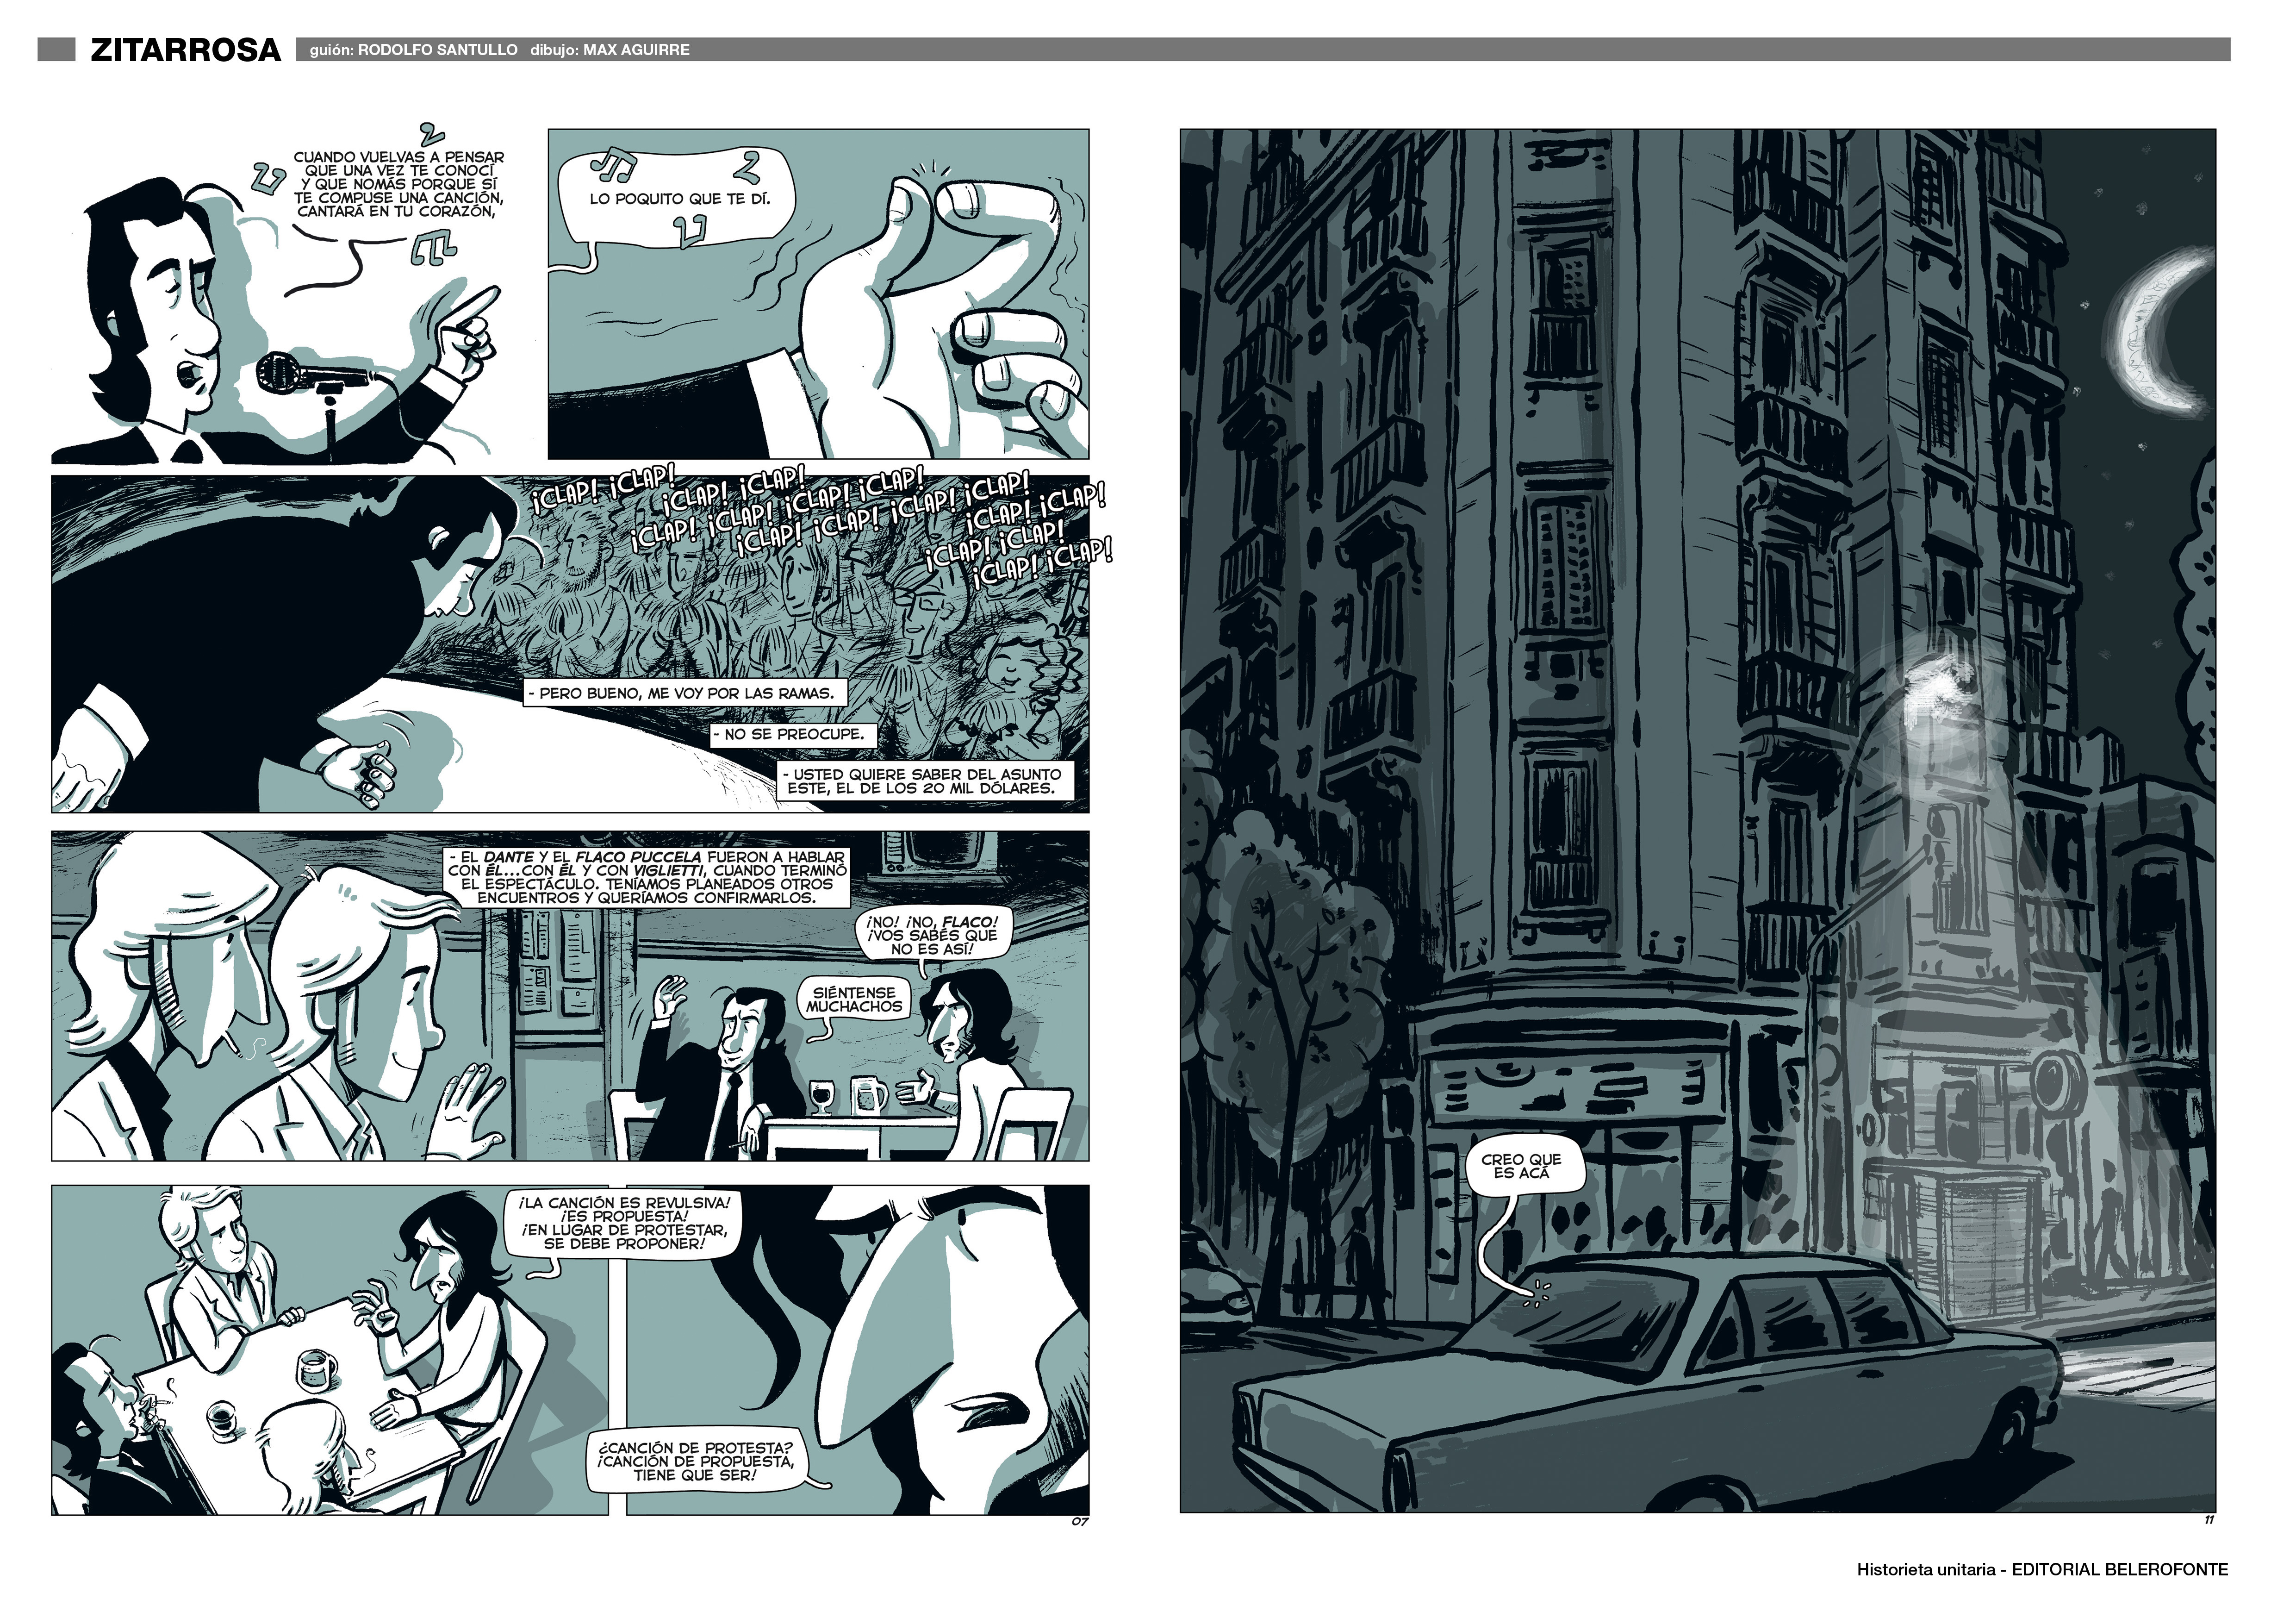 ZITARROSA
guión: RODOLFO SANTULLO dibujo: MAX AGUIRRE
CUANDO VUELVAS A PENSAR
QUE UNA VEZ TE CONOCÍ
Y QUE NOMÁS PORQUE SÍ
TE COMPUSE UNA CANCIÓN,
CANTARÁ EN TU CORAZÓN,
LO POQUITO QUE TE DÍ.
¡CLAP! ¡CLAP!
¡CLAP! ¡CLAP!
¡CLAP! ¡CLAP! ¡CLAP! ¡CLAP!
¡CLAP! ¡CLAP! ¡CLAP! ¡CLAP!
¡CLAP! ¡CLAP!
¡CLAP! ¡CLAP!
¡CLAP! ¡CLAP!
- PERO BUENO, ME VOY POR LAS RAMAS.
- NO SE PREOCUPE.
- USTED QUIERE SABER DEL ASUNTO
ESTE, EL DE LOS 20 MIL DÓLARES.
- EL DANTE Y EL FLACO PUCCELA FUERON A HABLAR
CON ÉL...CON ÉL Y CON VIGLIETTI, CUANDO TERMINÓ
EL ESPECTÁCULO. TENÍAMOS PLANEADOS OTROS
ENCUENTROS Y QUERÍAMOS CONFIRMARLOS.
¡NO! ¡NO, FLACO!
¡VOS SABÉS QUE
NO ES ASÍ!
SIÉNTENSE
MUCHACHOS
¡LA CANCIÓN ES REVULSIVA!
¡ES PROPUESTA!
¡EN LUGAR DE PROTESTAR,
SE DEBE PROPONER!
¿CANCIÓN DE PROTESTA?
¡CANCIÓN DE PROPUESTA,
TIENE QUE SER!
07
CREO QUE
ES ACÁ
11
Historieta unitaria - EDITORIAL BELEROFONTE